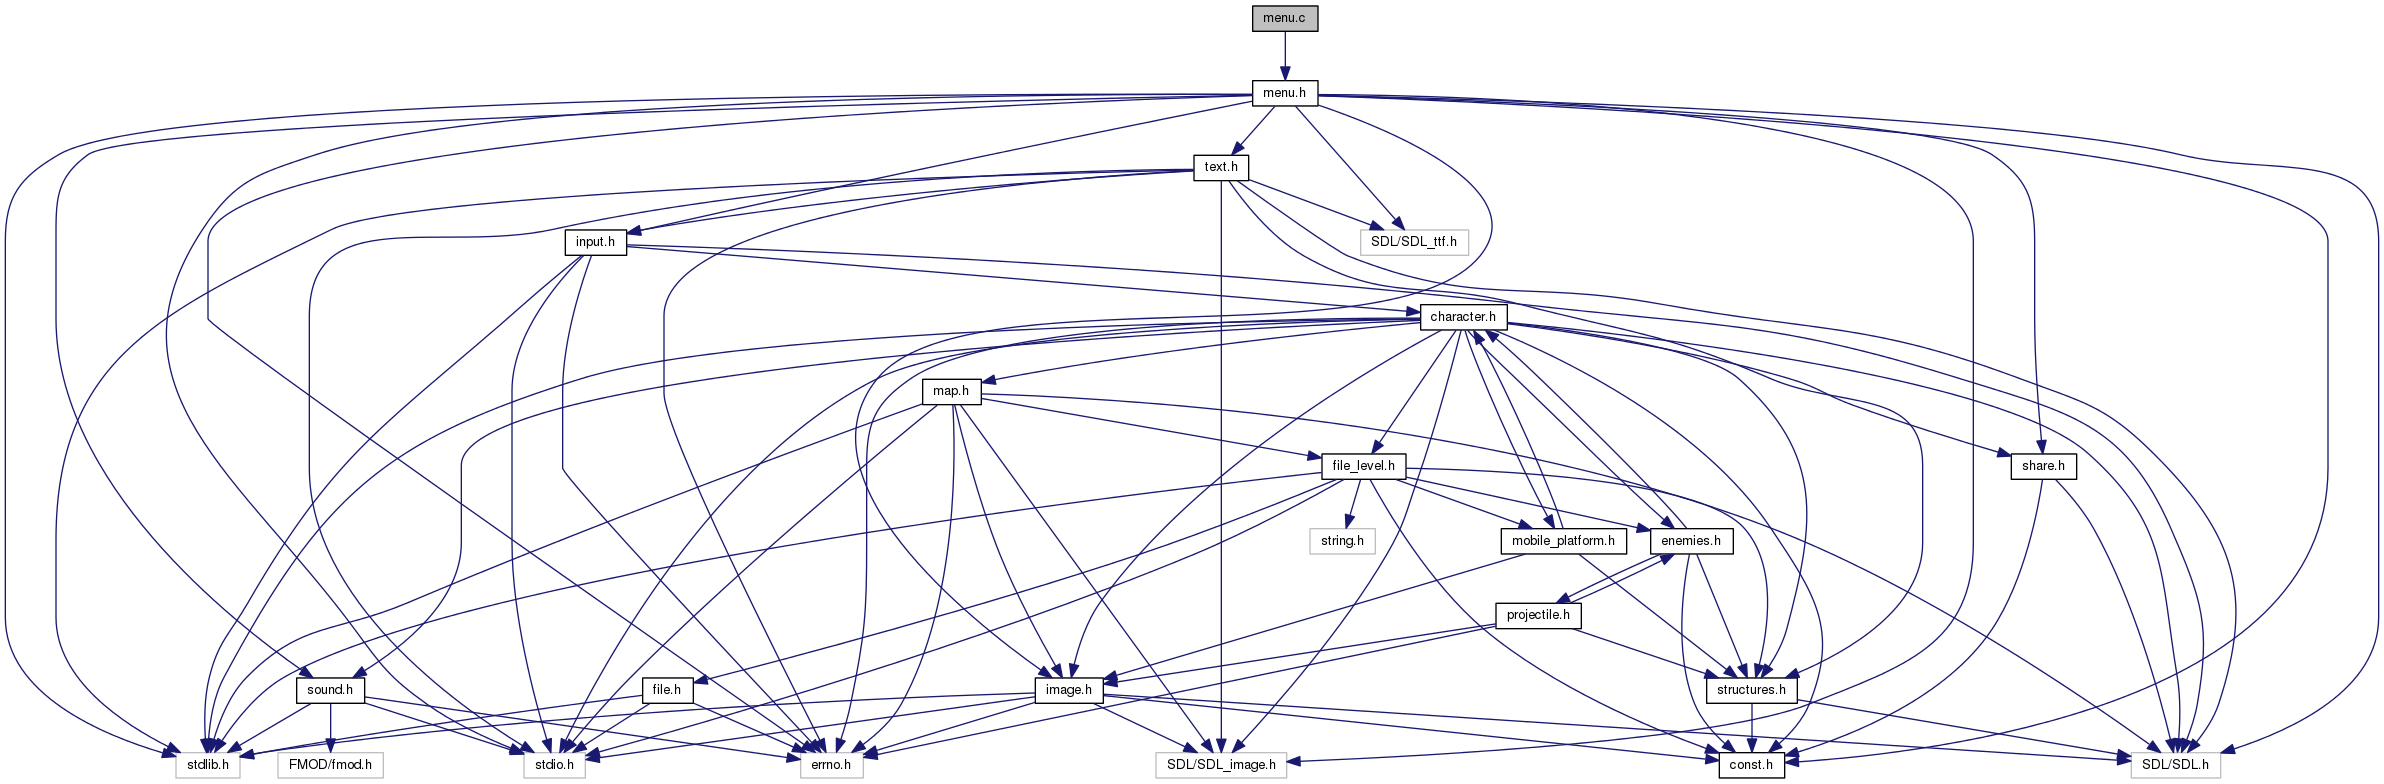 menu.c
menu.h
text.h
input.h
SDL/SDL_ttf.h
character.h
map.h
file_level.h
share.h
string.h
mobile_platform.h
enemies.h
projectile.h
sound.h
file.h
image.h
structures.h
stdlib.h
FMOD/fmod.h
stdio.h
errno.h
SDL/SDL_image.h
const.h
SDL/SDL.h